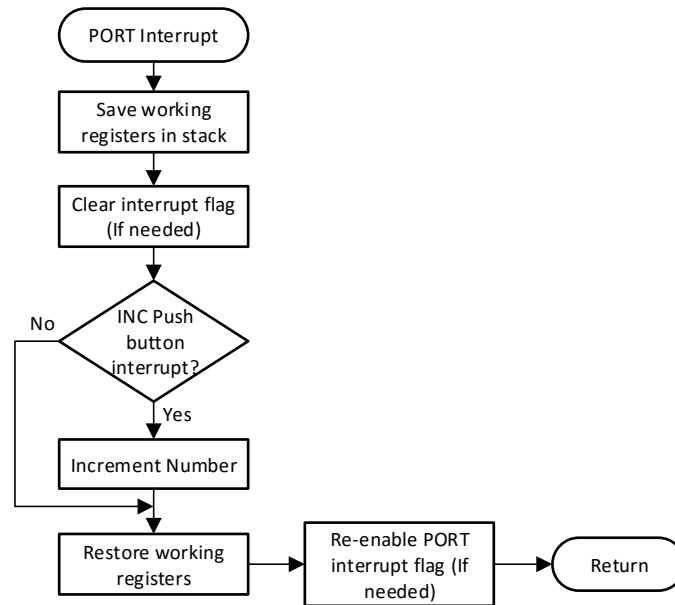 PORT Interrupt
Save working
registers in stack
Clear interrupt flag
(If needed)
INC Push
button
interrupt?
No
Yes
Increment Number
Restore working
registers
Re-enable PORT
interrupt flag (If
needed)
Return